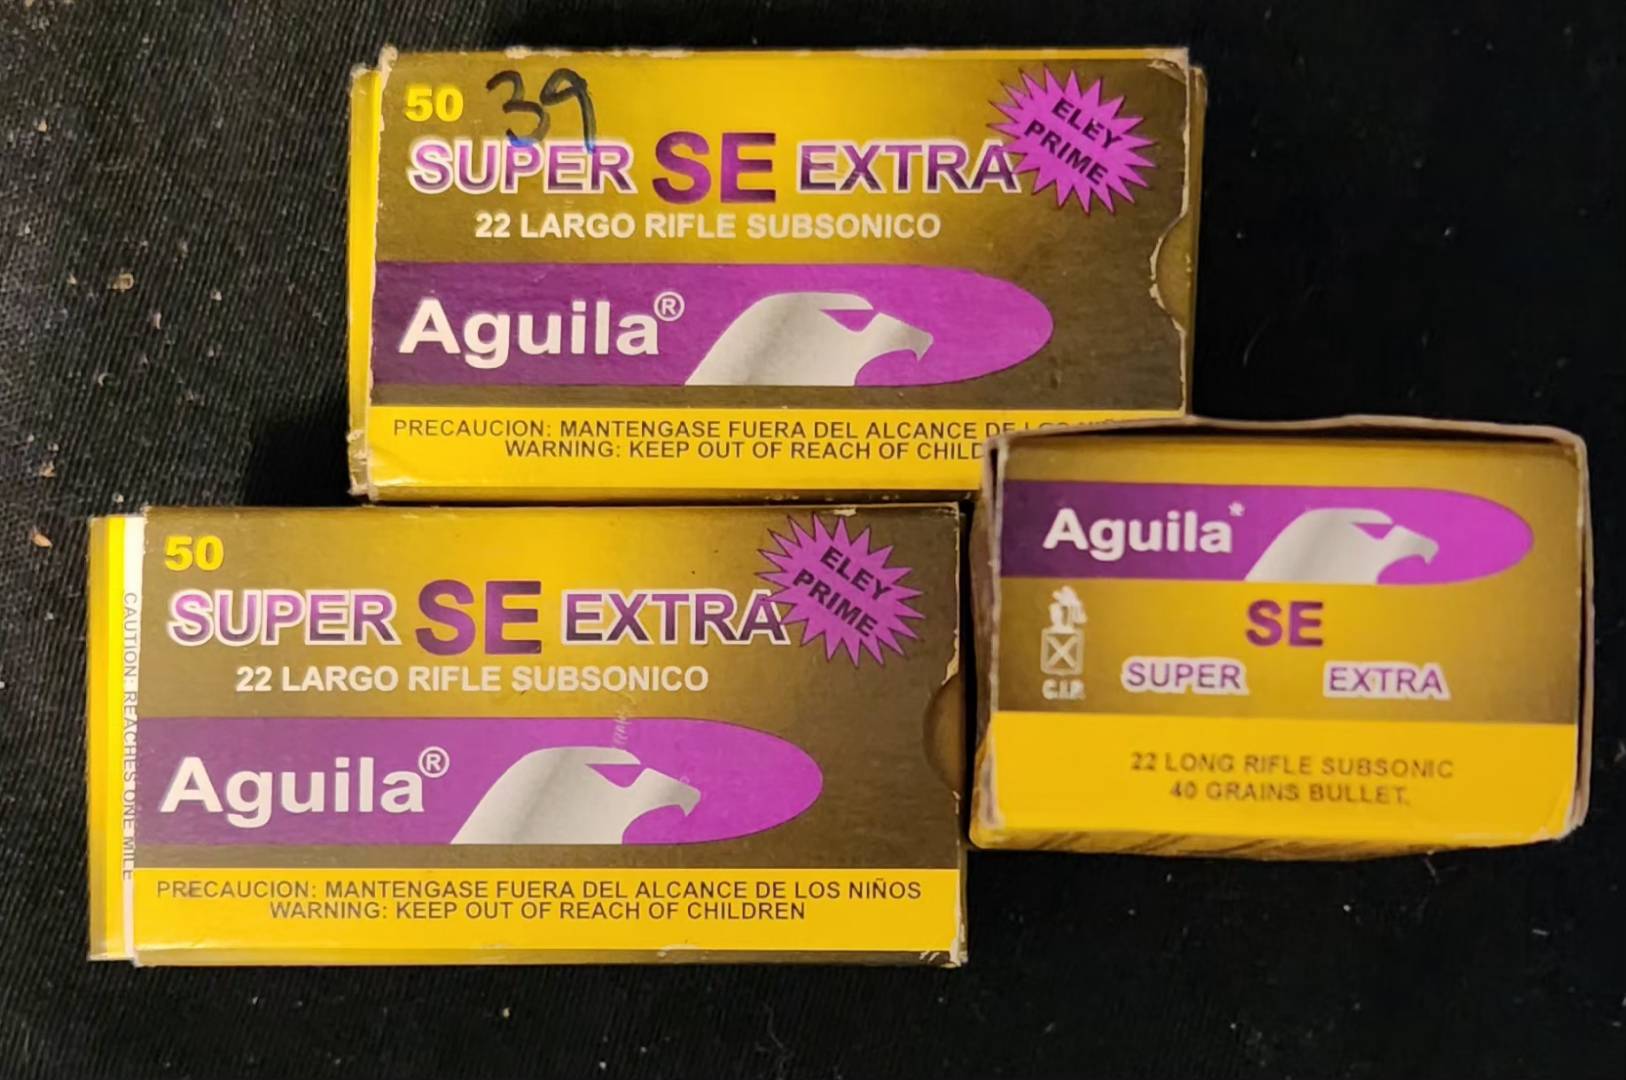 50 39
SUPER SE EXTRA
ELEY
PRIME
22 LARGO RIFLE SUBSONICO
Aguila®
PRECAUCION: MANTENGASE FUERA DEL ALCANCE DE LOS
WARNING: KEEP OUT OF REACH OF CHILD
50
SUPER SE EXTRA
ELEY
PRIME
22 LARGO RIFLE SUBSONICO
Aguila®
PRECAUCION: MANTENGASE FUERA DEL ALCANCE DE LOS NIÑOS
WARNING: KEEP OUT OF REACH OF CHILDREN
CAUTION: REACHES ONE MILE
Aguila
SE
SUPER EXTRA
C.I.P.
22 LONG RIFLE SUBSONIC
40 GRAINS BULLET.